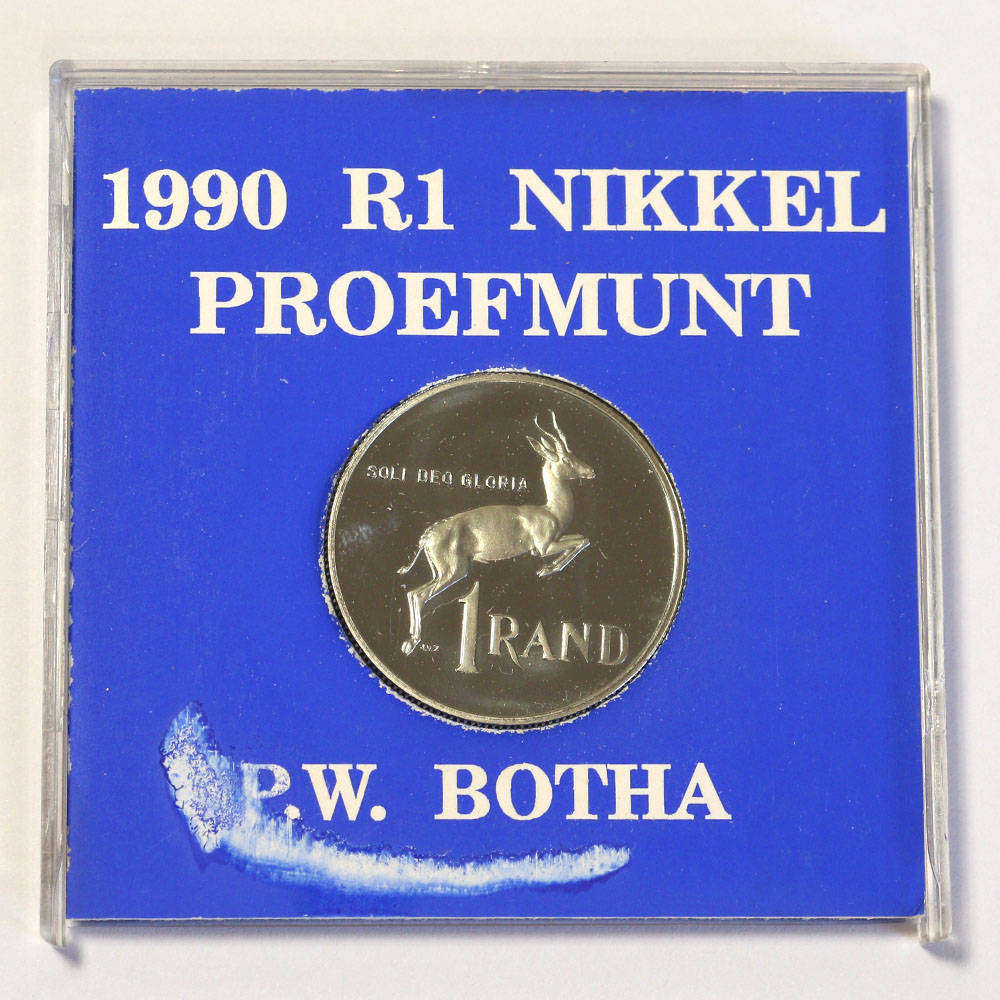 1990 R1 NIKKEL
PROEFMUNT
SOLI DEO GLORIA
1 RAND
P.W. BOTHA